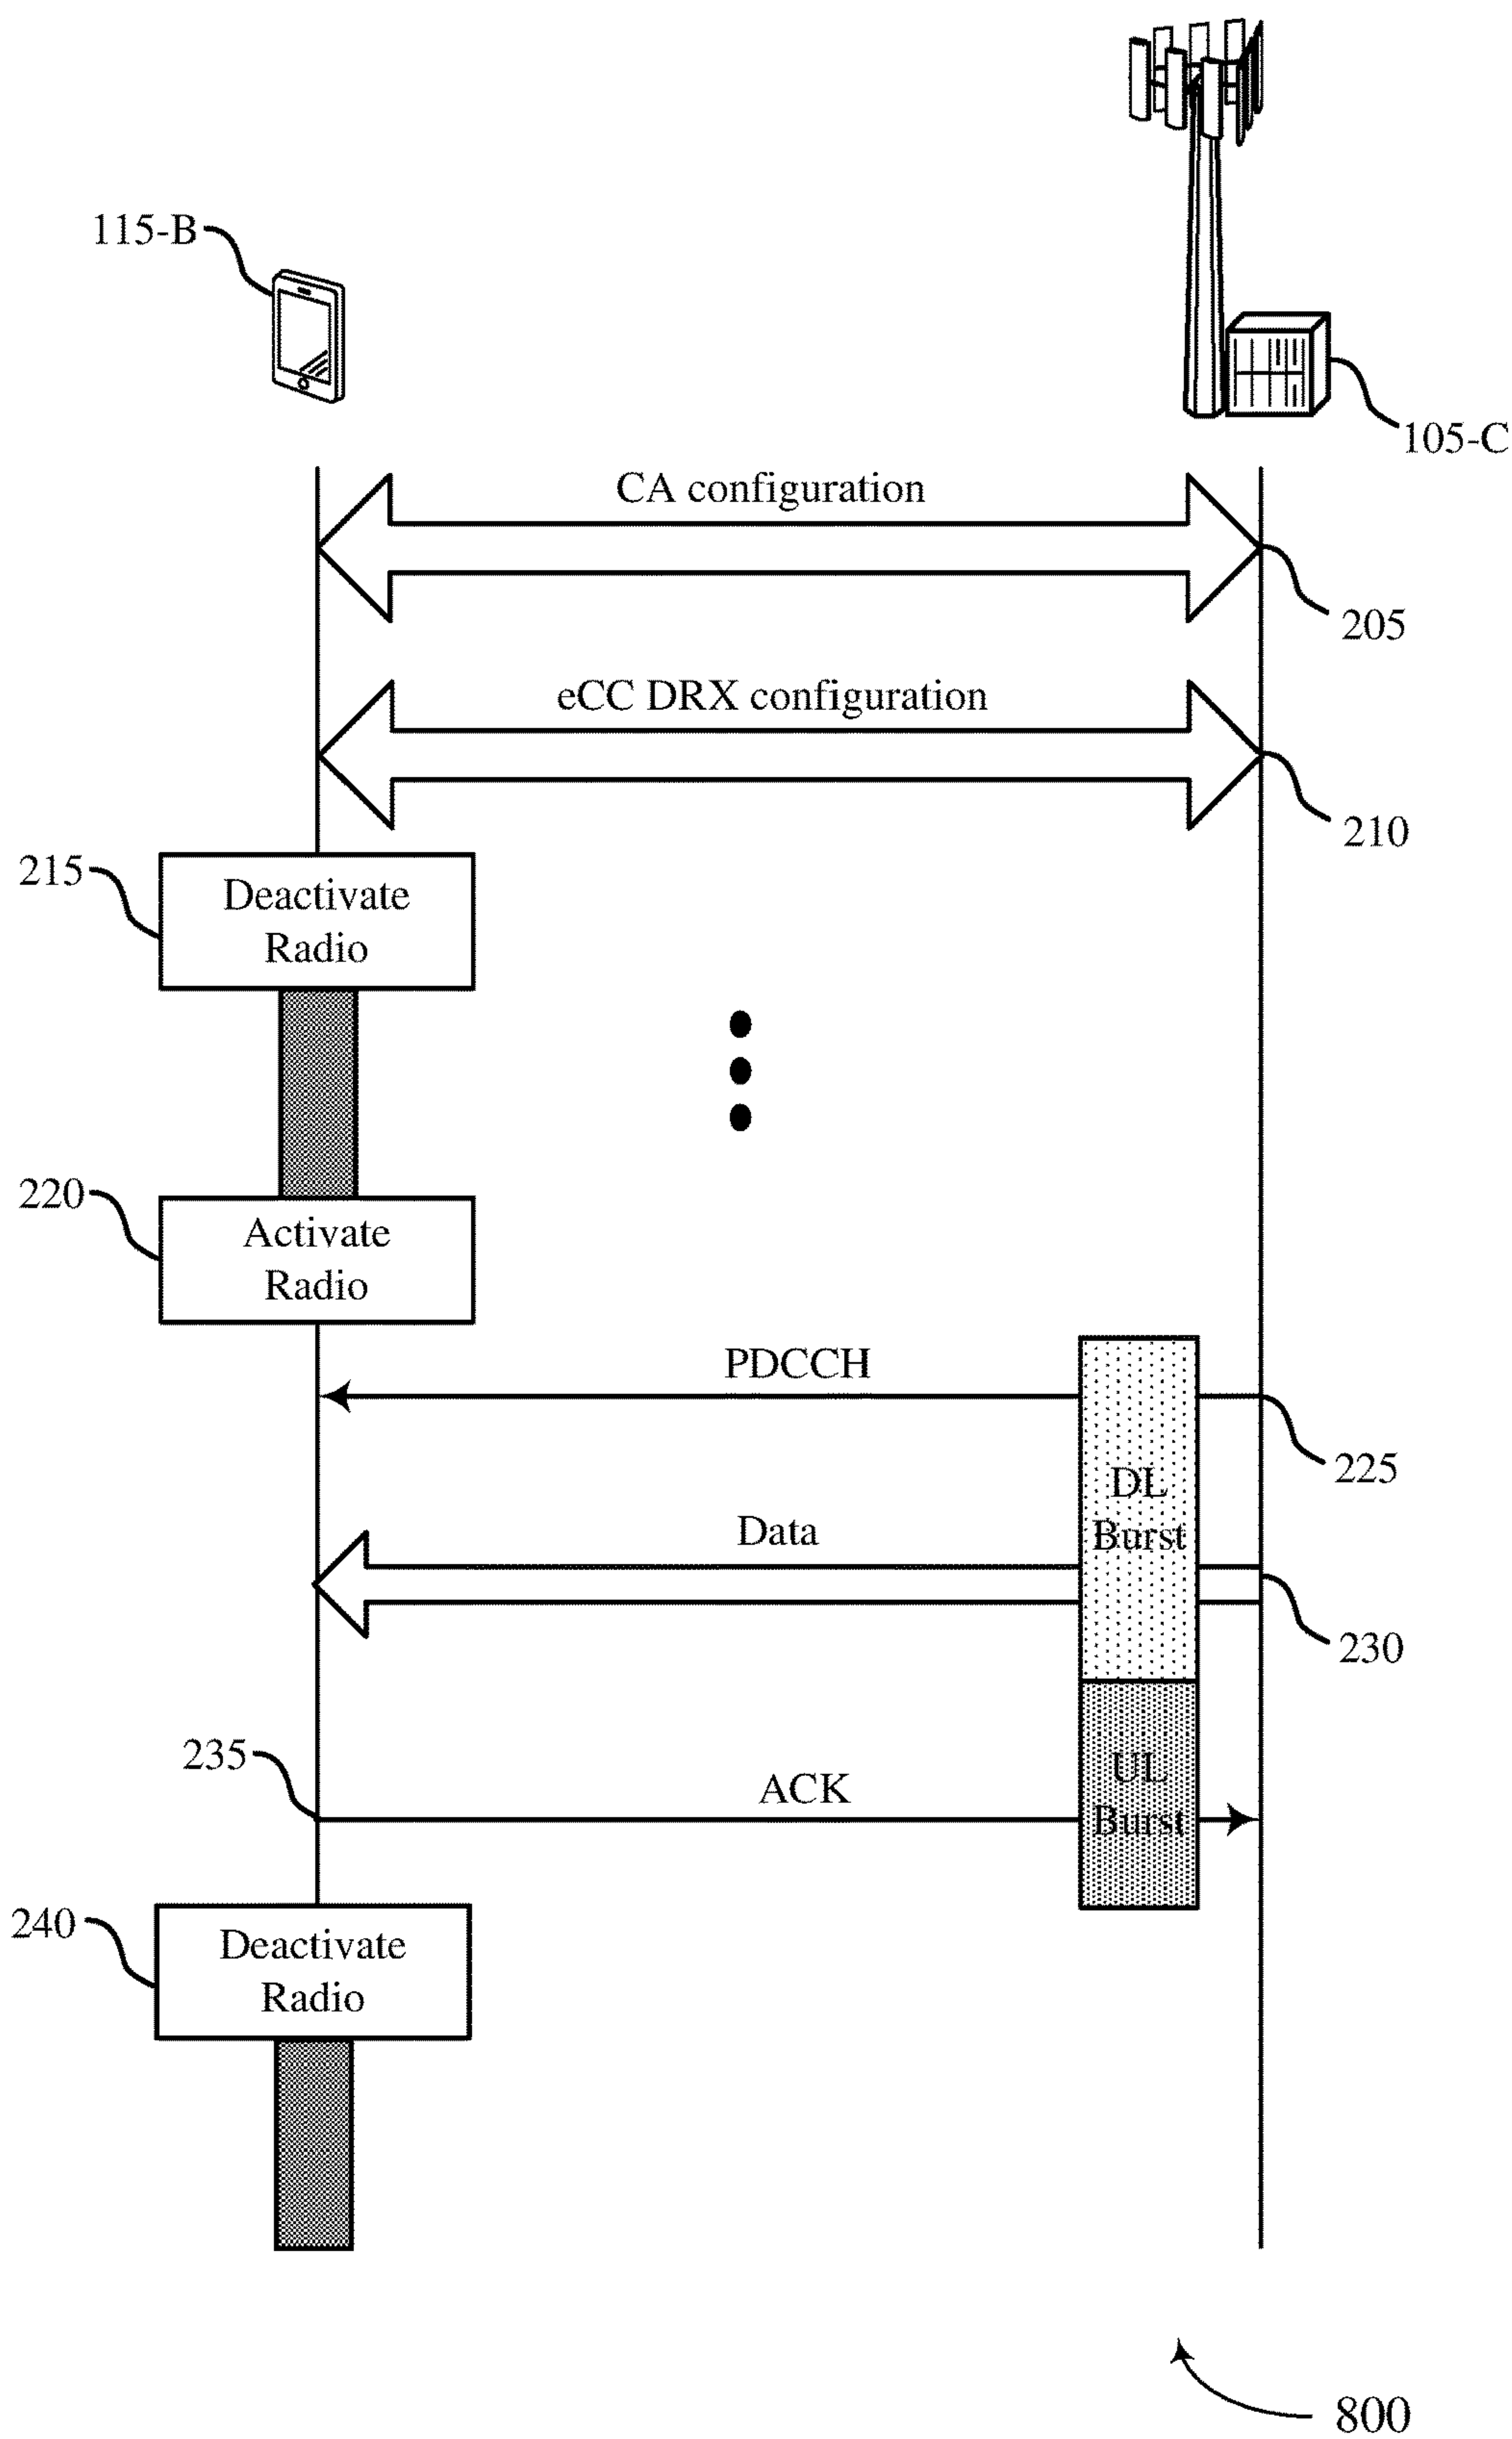 115-B
105-C
CA configuration
205
eCC DRX configuration
210
215
Deactivate
Radio
220
Activate
Radio
PDCCH
225
DL
Burst
Data
230
235
ACK
UL
Burst
240
Deactivate
Radio
800